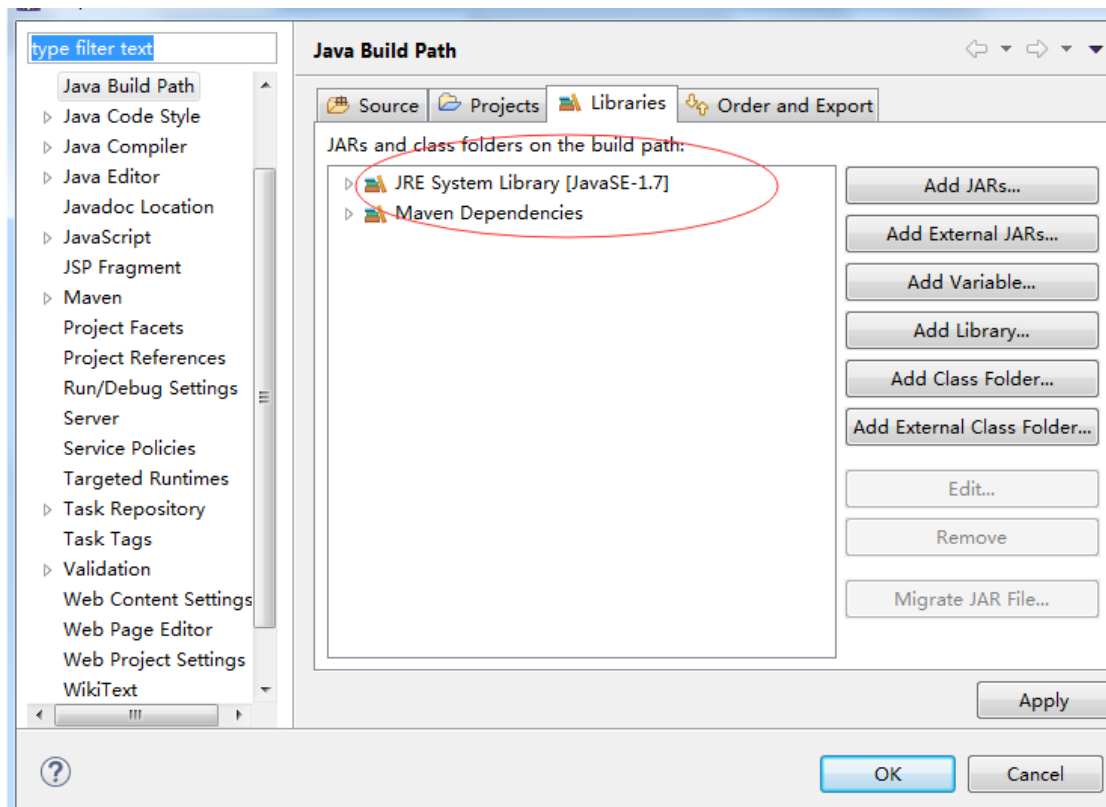 type filter text
Java Build Path
Java Code Style
Java Compiler
Java Editor
Javadoc Location
JavaScript
JSP Fragment
Maven
Project Facets
Project References
Run/Debug Settings
Server
Service Policies
Targeted Runtimes
Task Repository
Task Tags
Validation
Web Content Settings
Web Page Editor
Web Project Settings
WikiText
Java Build Path
Source Projects Libraries Order and Export
JARs and class folders on the build path:
JRE System Library [JavaSE-1.7]
Maven Dependencies
Add JARs...
Add External JARs...
Add Variable...
Add Library...
Add Class Folder...
Add External Class Folder...
Edit...
Remove
Migrate JAR File...
Apply
?
OK Cancel